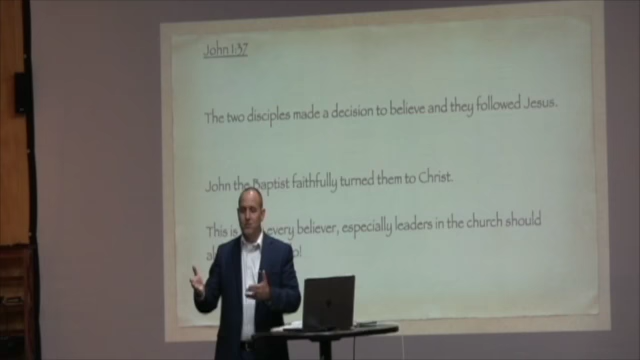 John 1:37
The two disciples made a decision to believe and they followed Jesus.
John the Baptist faithfully turned them to Christ.
This is every believer, especially leaders in the church should